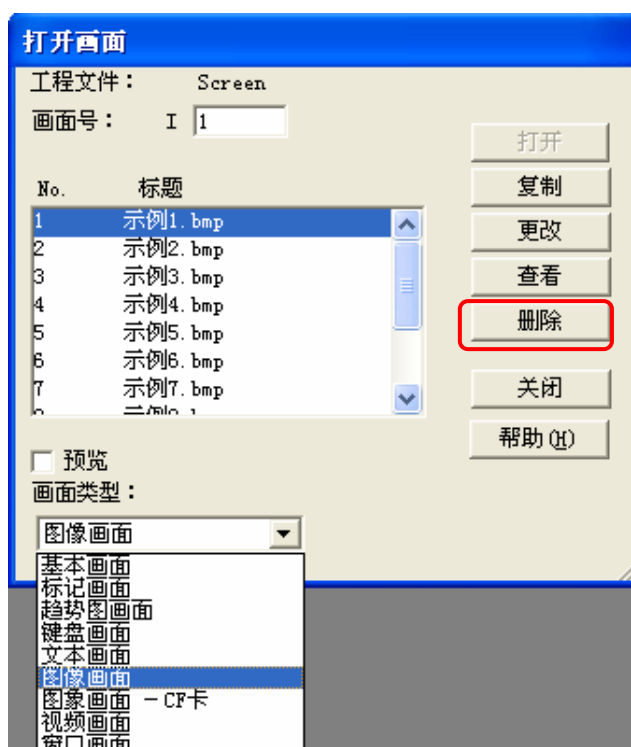 打开画面
工程文件： Screen
画面号： I 1
打开
No. 标题
复制
1 示例1.bmp
更改
2 示例2.bmp
3 示例3.bmp
查看
4 示例4.bmp
删除
5 示例5.bmp
6 示例6.bmp
7 示例7.bmp
关闭
帮助(H)
预览
画面类型：
图像画面
基本画面
标记画面
趋势图画面
键盘画面
文本画面
图像画面
图象画面 －CF卡
视频画面
窗口画面